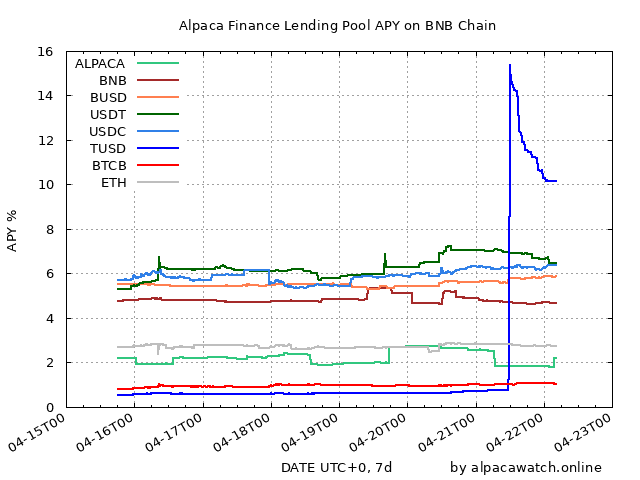 Alpaca Finance Lending Pool APY on BNB Chain
16
14
12
10
8
6
4
2
0
APY %
ALPACA
BNB
BUSD
USDT
USDC
TUSD
BTCB
ETH
04-15T00
04-16T00
04-17T00
04-18T00
04-19T00
04-20T00
04-21T00
04-22T00
04-23T00
DATE UTC+0, 7d
by alpacawatch.online